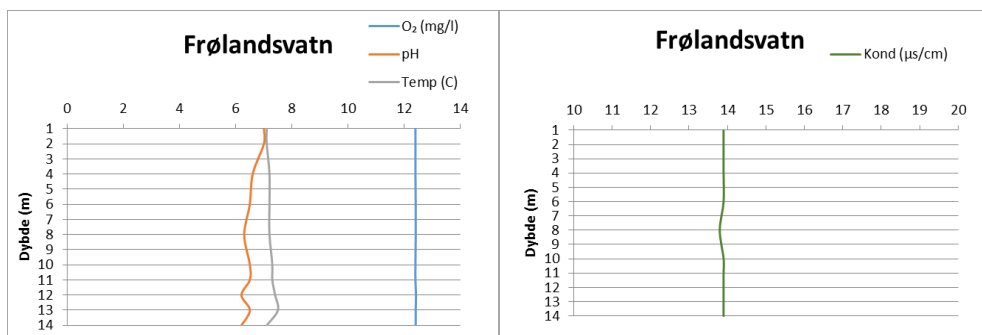 Frølandsvatn
O₂ (mg/l)
pH
Temp (C)
0 2 4 6 8 10 12 14
Dybde (m)
1
2
3
4
5
6
7
8
9
10
11
12
13
14
Frølandsvatn
Kond (µs/cm)
10 11 12 13 14 15 16 17 18 19 20
Dybde (m)
1
2
3
4
5
6
7
8
9
10
11
12
13
14